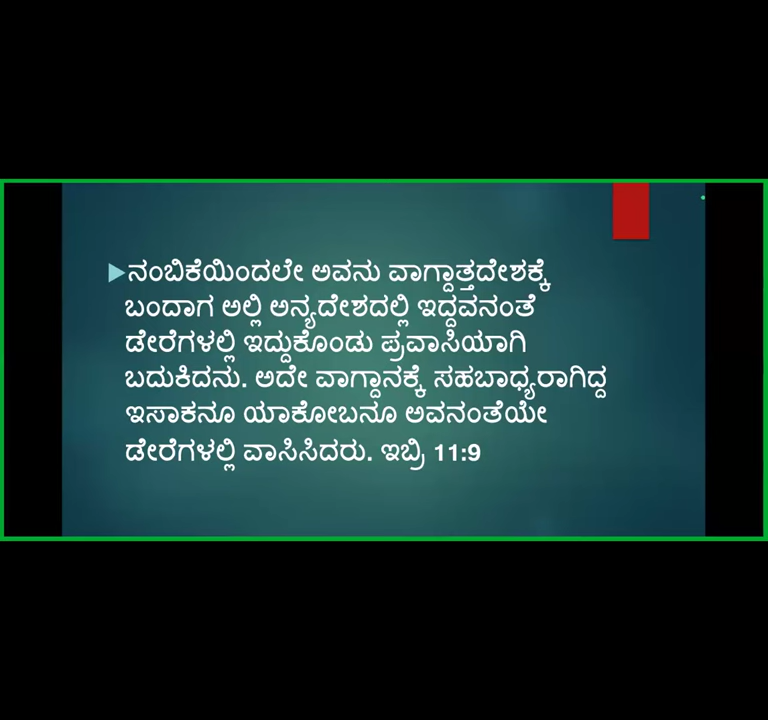 ನಂಬಿಕೆಯಿಂದಲೇ ಅವನು ವಾಗ್ದಾತ್ತದೇಶಕ್ಕೆ
ಬಂದಾಗ ಅಲ್ಲಿ ಅನ್ಯದೇಶದಲ್ಲಿ ಇದ್ದವನಂತೆ
ಡೇರೆಗಳಲ್ಲಿ ಇದ್ದುಕೊಂಡು ಪ್ರವಾಸಿಯಾಗಿ
ಬದುಕಿದನು. ಅದೇ ವಾಗ್ದಾನಕ್ಕೆ ಸಹಬಾಧ್ಯರಾಗಿದ್ದ
ಇಸಾಕನೂ ಯಾಕೋಬನೂ ಅವನಂತೆಯೇ
ಡೇರೆಗಳಲ್ಲಿ ವಾಸಿಸಿದರು. ಇಬ್ರಿ 11:9